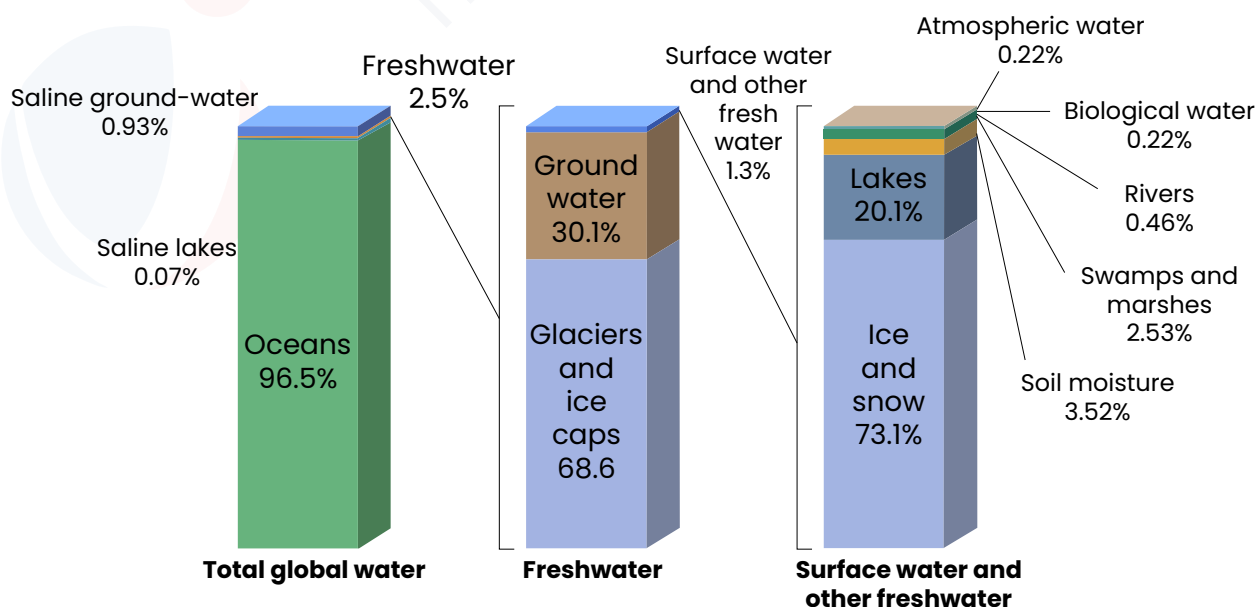 Saline ground-water
0.93%
Freshwater
2.5%
Saline lakes
0.07%
Oceans
96.5%
Total global water
Surface water
and other
fresh
water
1.3%
Ground
water
30.1%
Glaciers
and
ice
caps
68.6
Freshwater
Atmospheric water
0.22%
Biological water
0.22%
Rivers
0.46%
Swamps and
marshes
2.53%
Soil moisture
3.52%
Lakes
20.1%
Ice
and
snow
73.1%
Surface water and
other freshwater